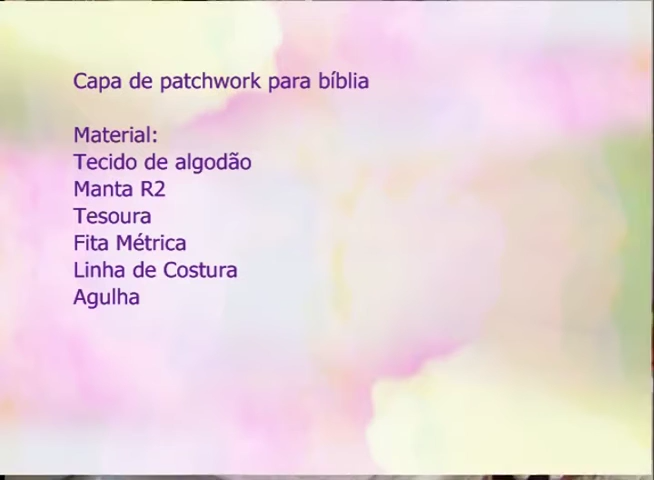 Capa de patchwork para bíblia
Material:
Tecido de algodão
Manta R2
Tesoura
Fita Métrica
Linha de Costura
Agulha